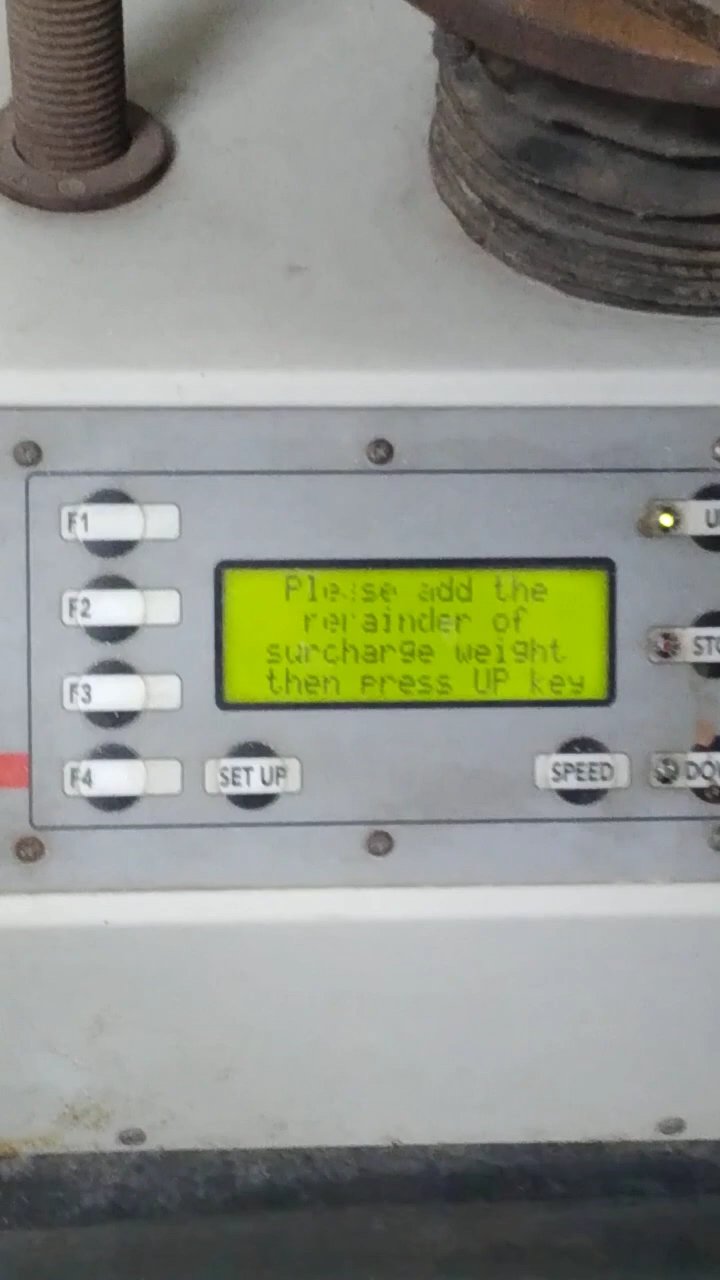 F1
F2
F3
F4
Please add the
remainder of
surcharge weight
then press UP key
SET UP
SPEED